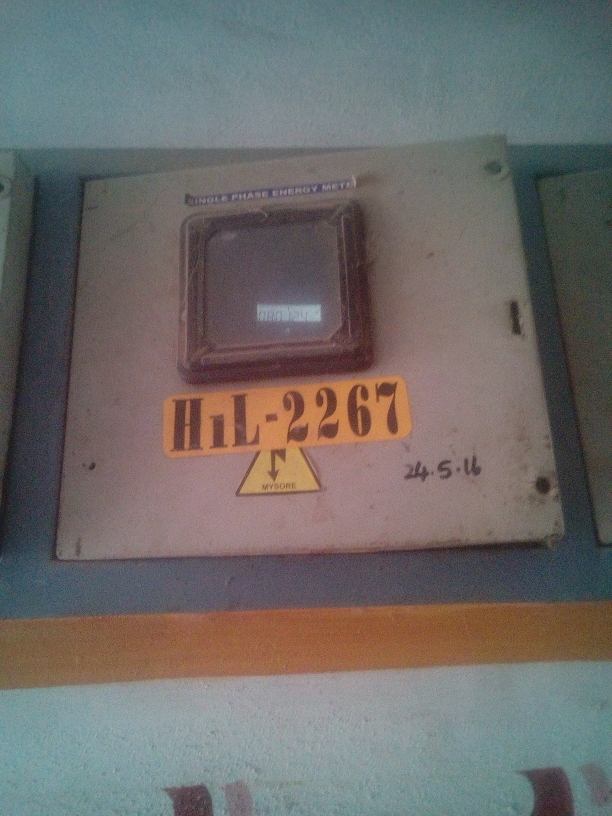 SINGLE PHASE ENERGY METE
H1L-2267
MYSORE
24.5.16